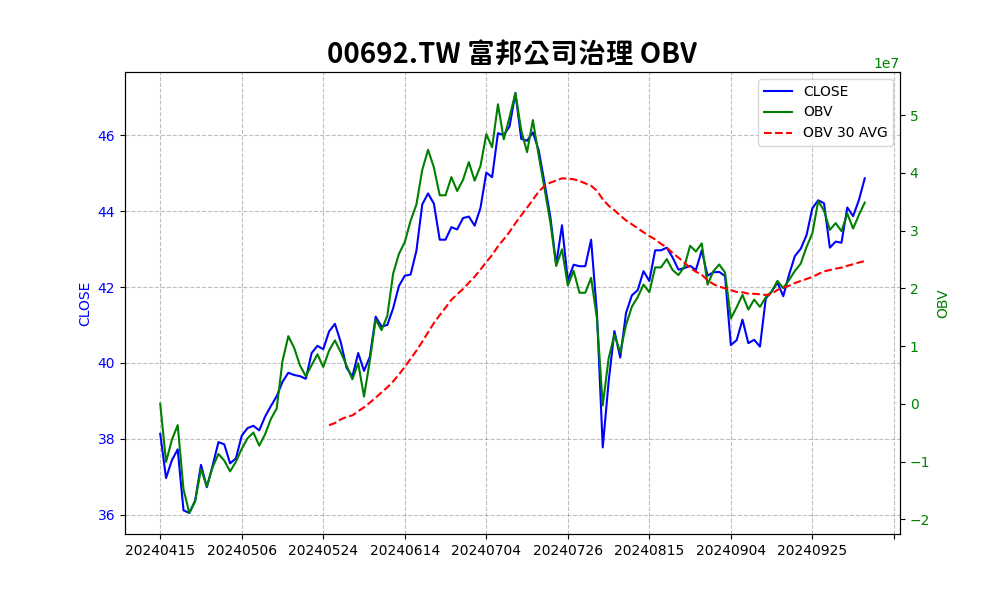 00692.TW 富邦公司治理 OBV
1e7
CLOSE
OBV
OBV 30 AVG
46
44
42
40
38
36
CLOSE
5
4
3
2
1
0
−1
−2
OBV
20240415 20240506 20240524 20240614 20240704 20240726 20240815 20240904 20240925